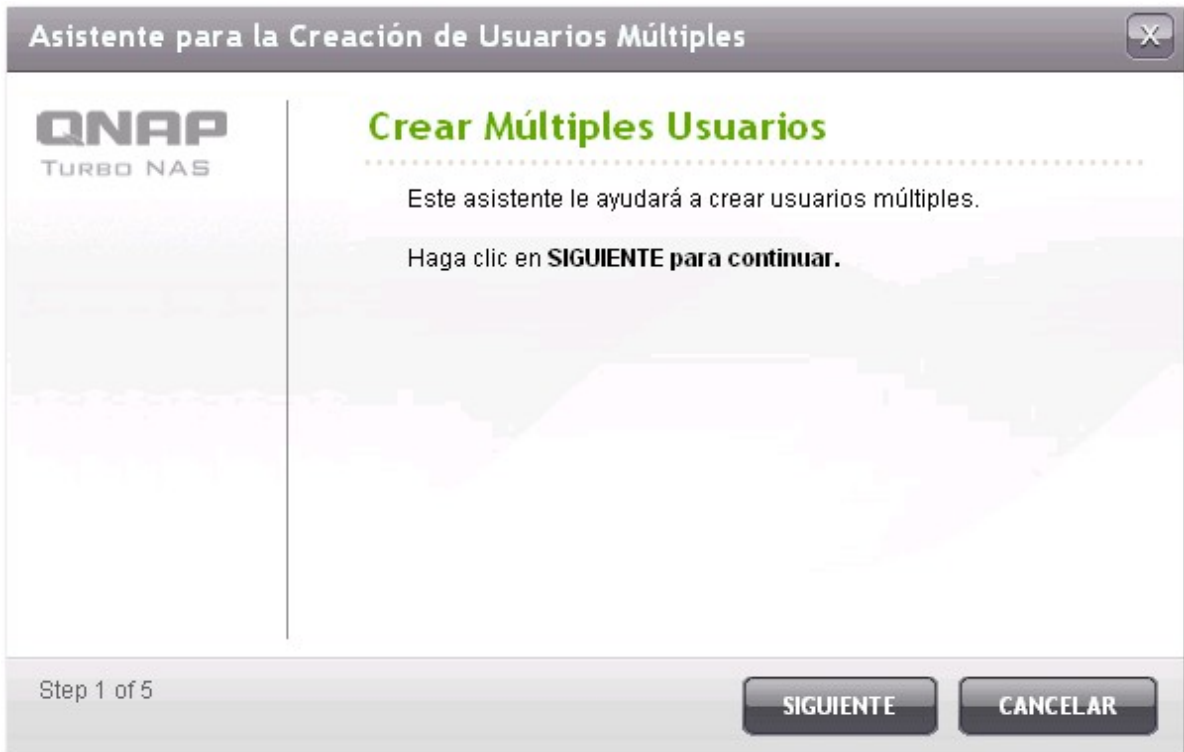 Asistente para la Creación de Usuarios Múltiples
X
QNAP
TURBO NAS
Crear Múltiples Usuarios
Este asistente le ayudará a crear usuarios múltiples.
Haga clic en SIGUIENTE para continuar.
Step 1 of 5
SIGUIENTE
CANCELAR